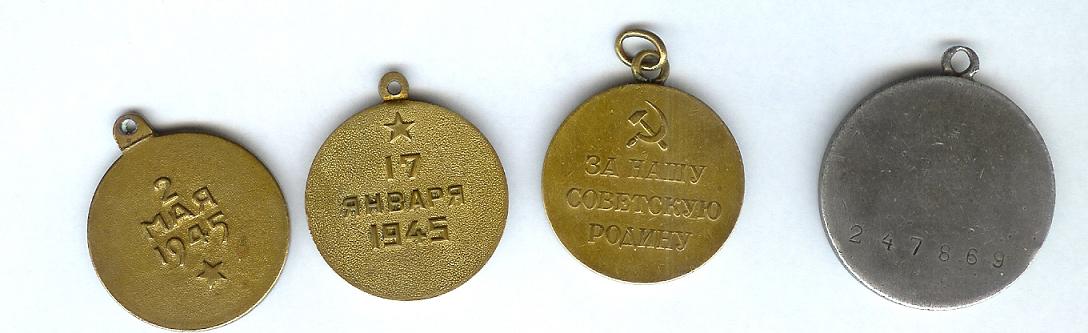 2
МАЯ
1945
17
ЯНВАРЯ
1945
ЗА НАШУ
СОВЕТСКУЮ
РОДИНУ
247869